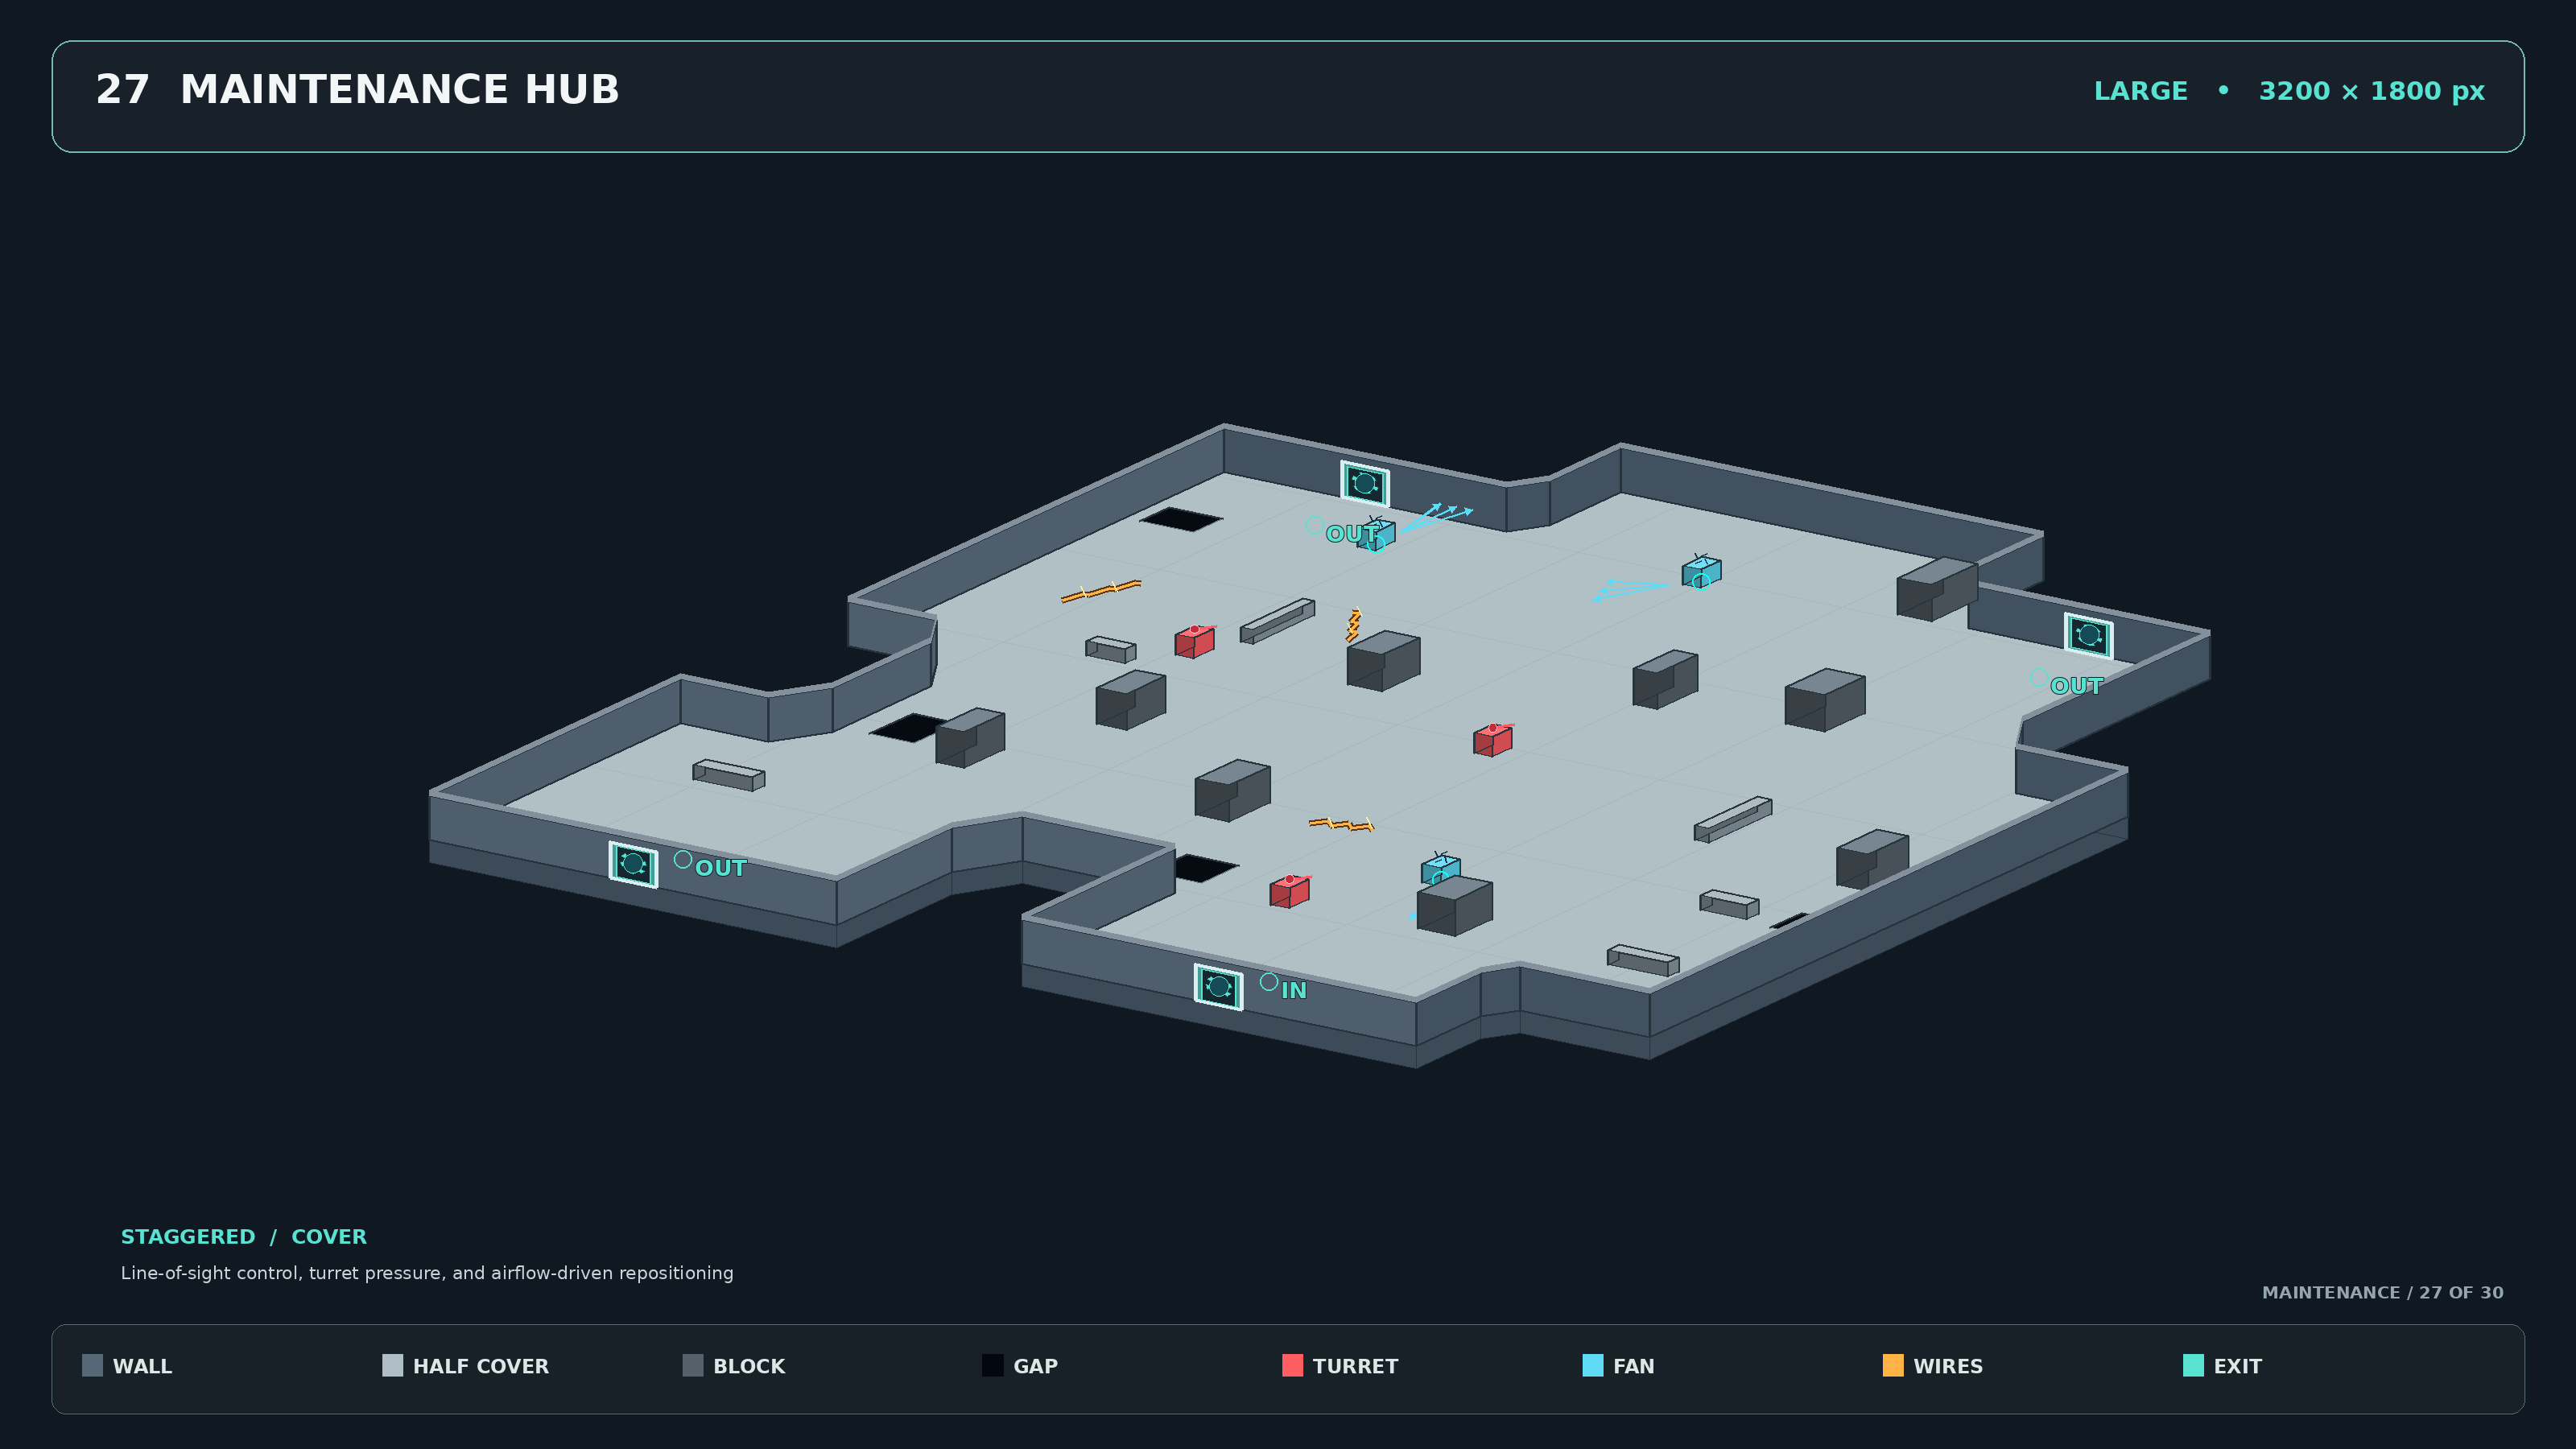 27 MAINTENANCE HUB
LARGE • 3200 × 1800 px
OUT
OUT
OUT
IN
STAGGERED / COVER
Line-of-sight control, turret pressure, and airflow-driven repositioning
MAINTENANCE / 27 OF 30
WALL
HALF COVER
BLOCK
GAP
TURRET
FAN
WIRES
EXIT